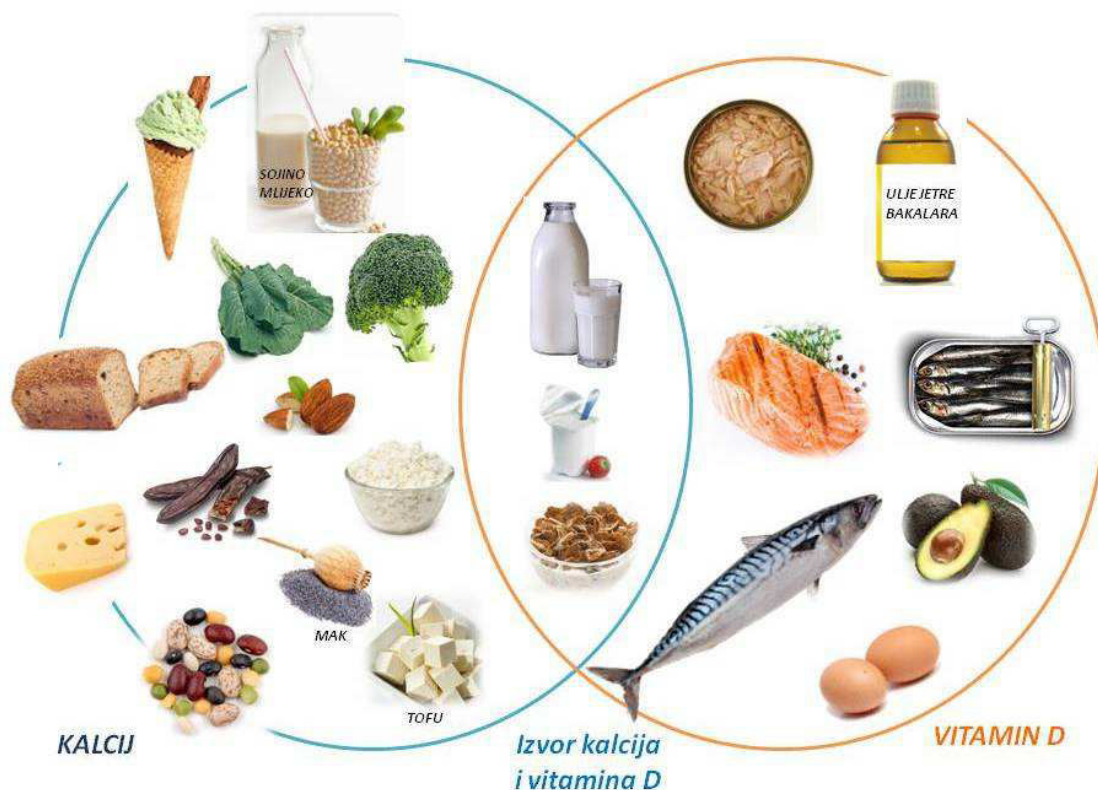 SOJINO
MLIJEKO
ULJE JETRE
BAKALARA
MAK
TOFU
KALCIJ
Izvor kalcija
i vitamina D
VITAMIN D